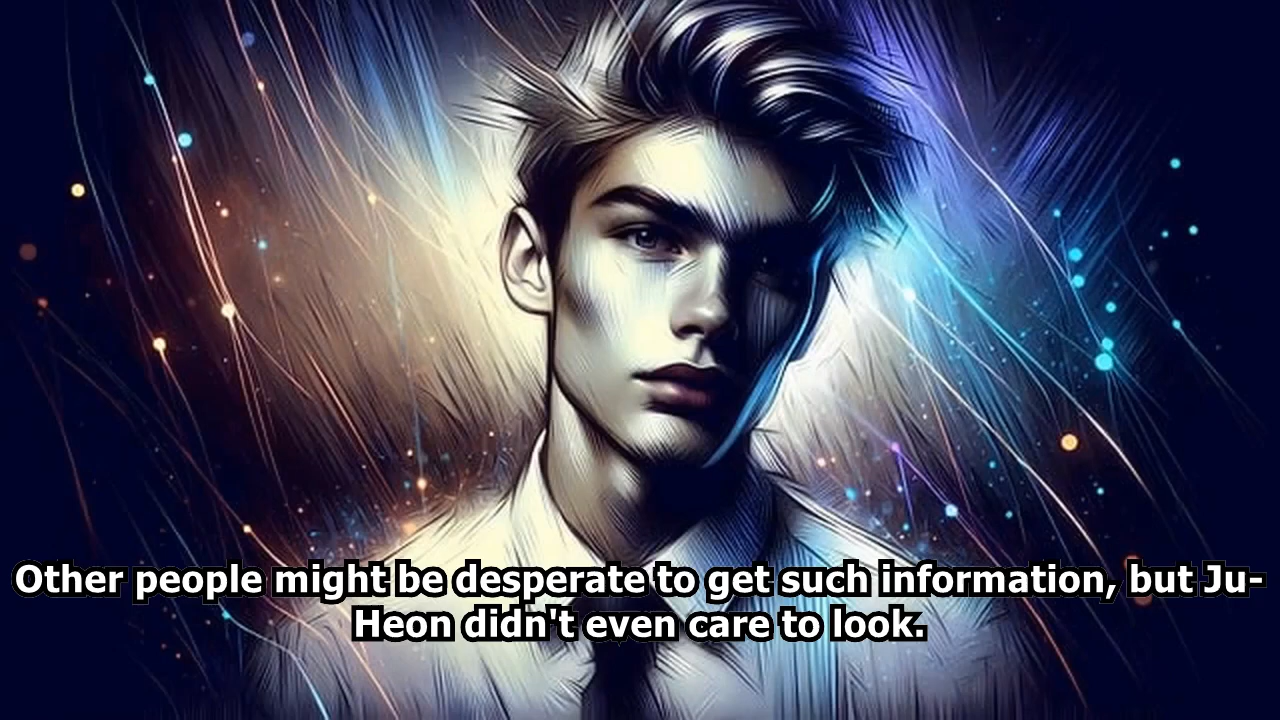 Other people might be desperate to get such information, but Ju-
Heon didn't even care to look.